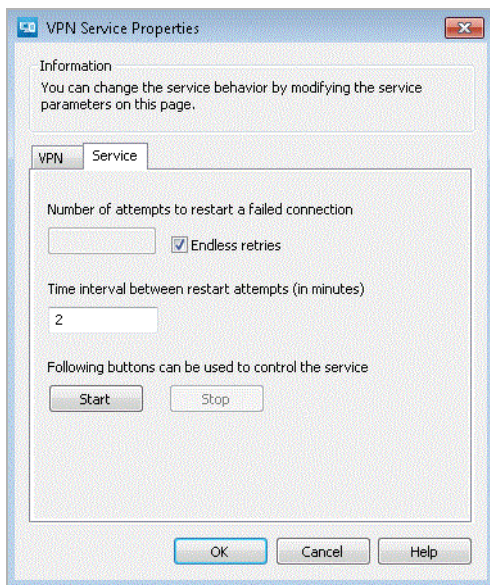 VPN Service Properties
Information
You can change the service behavior by modifying the service
parameters on this page.
VPN
Service
Number of attempts to restart a failed connection
Endless retries
Time interval between restart attempts (in minutes)
2
Following buttons can be used to control the service
Start
Stop
OK
Cancel
Help